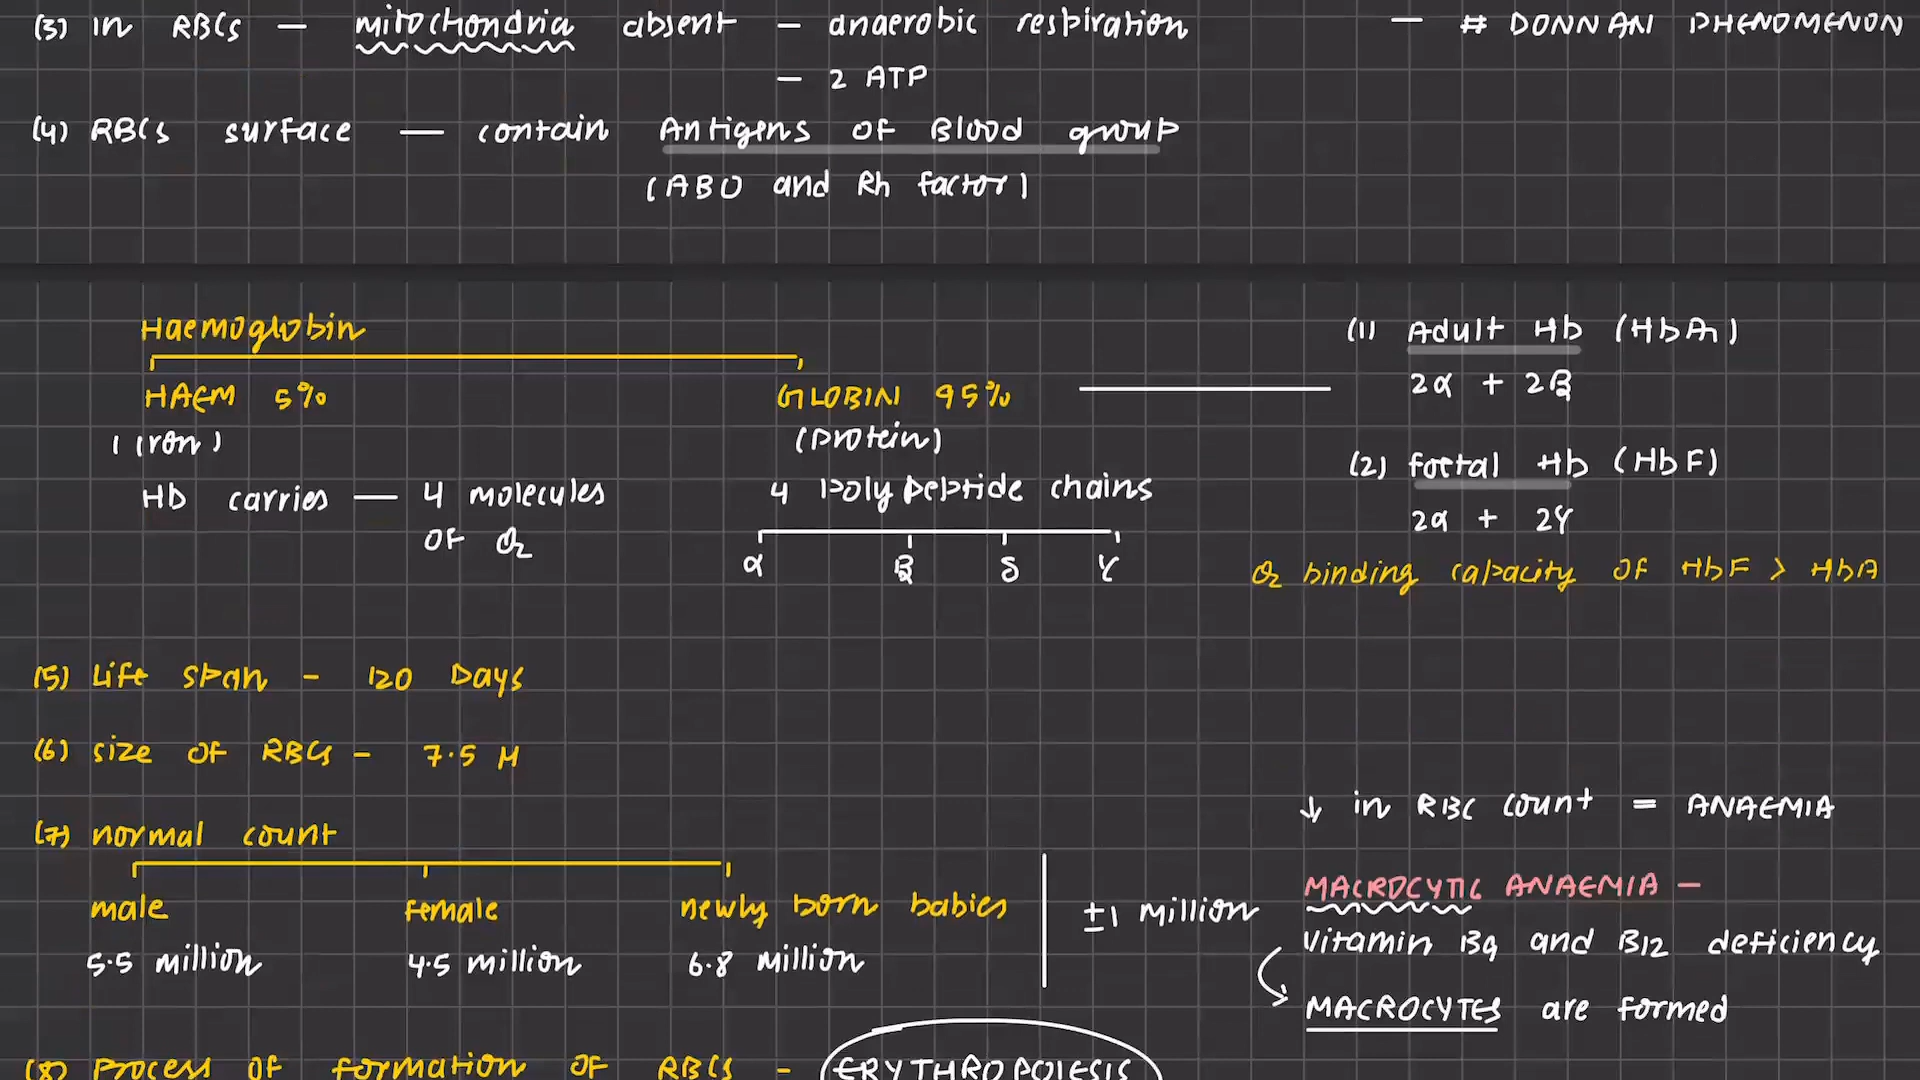 (3) in RBCs — mitochondria absent — anaerobic respiration — # DONNAN PHENOMENON
— 2 ATP
(4) RBCs surface — contain Antigens of Blood group
(ABO and Rh factor)
Haemoglobin
HAEM 5%
(iron)
Hb carries — 4 molecules
of O2
GLOBIN 95%
(protein)
4 polypeptide chains
α β δ γ
(1) Adult Hb (HbA1)
2α + 2β
(2) foetal Hb (HbF)
2α + 2γ
O2 binding capacity of HbF > HbA
(5) Life span - 120 Days
(6) size of RBCs - 7.5 μ
(7) normal count
male female newly born babies
5.5 million 4.5 million 6.8 million
±1 million
↓ in RBC count = ANAEMIA
MACROCYTIC ANAEMIA —
Vitamin B9 and B12 deficiency
MACROCYTES are formed
(8) Process of formation of RBCs - ERYTHROPOIESIS